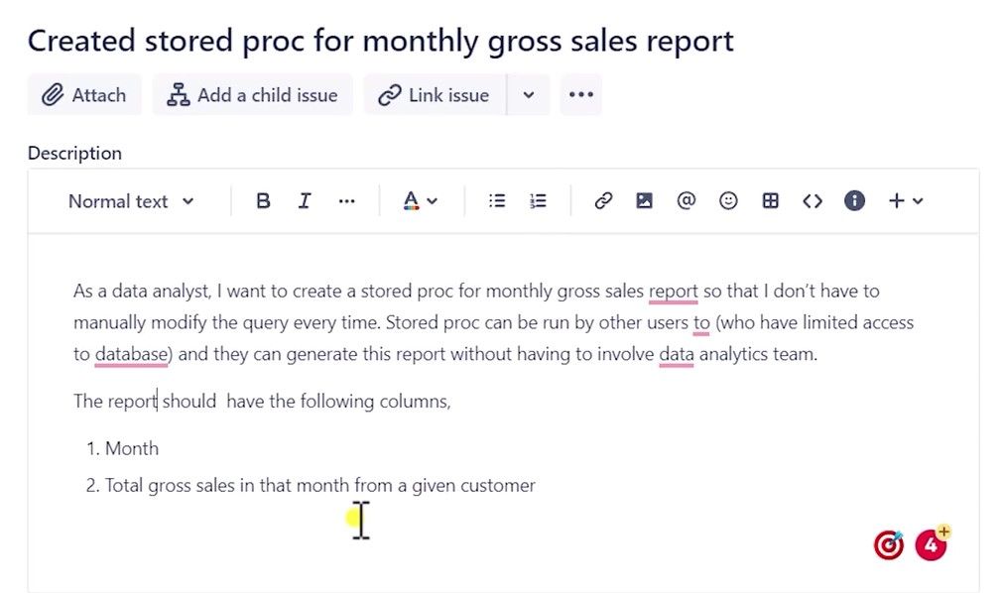 Created stored proc for monthly gross sales report
Attach Add a child issue Link issue
Description
Normal text B I A
As a data analyst, I want to create a stored proc for monthly gross sales report so that I don't have to
manually modify the query every time. Stored proc can be run by other users to (who have limited access
to database) and they can generate this report without having to involve data analytics team.
The report should  have the following columns,
1. Month
2. Total gross sales in that month from a given customer
4